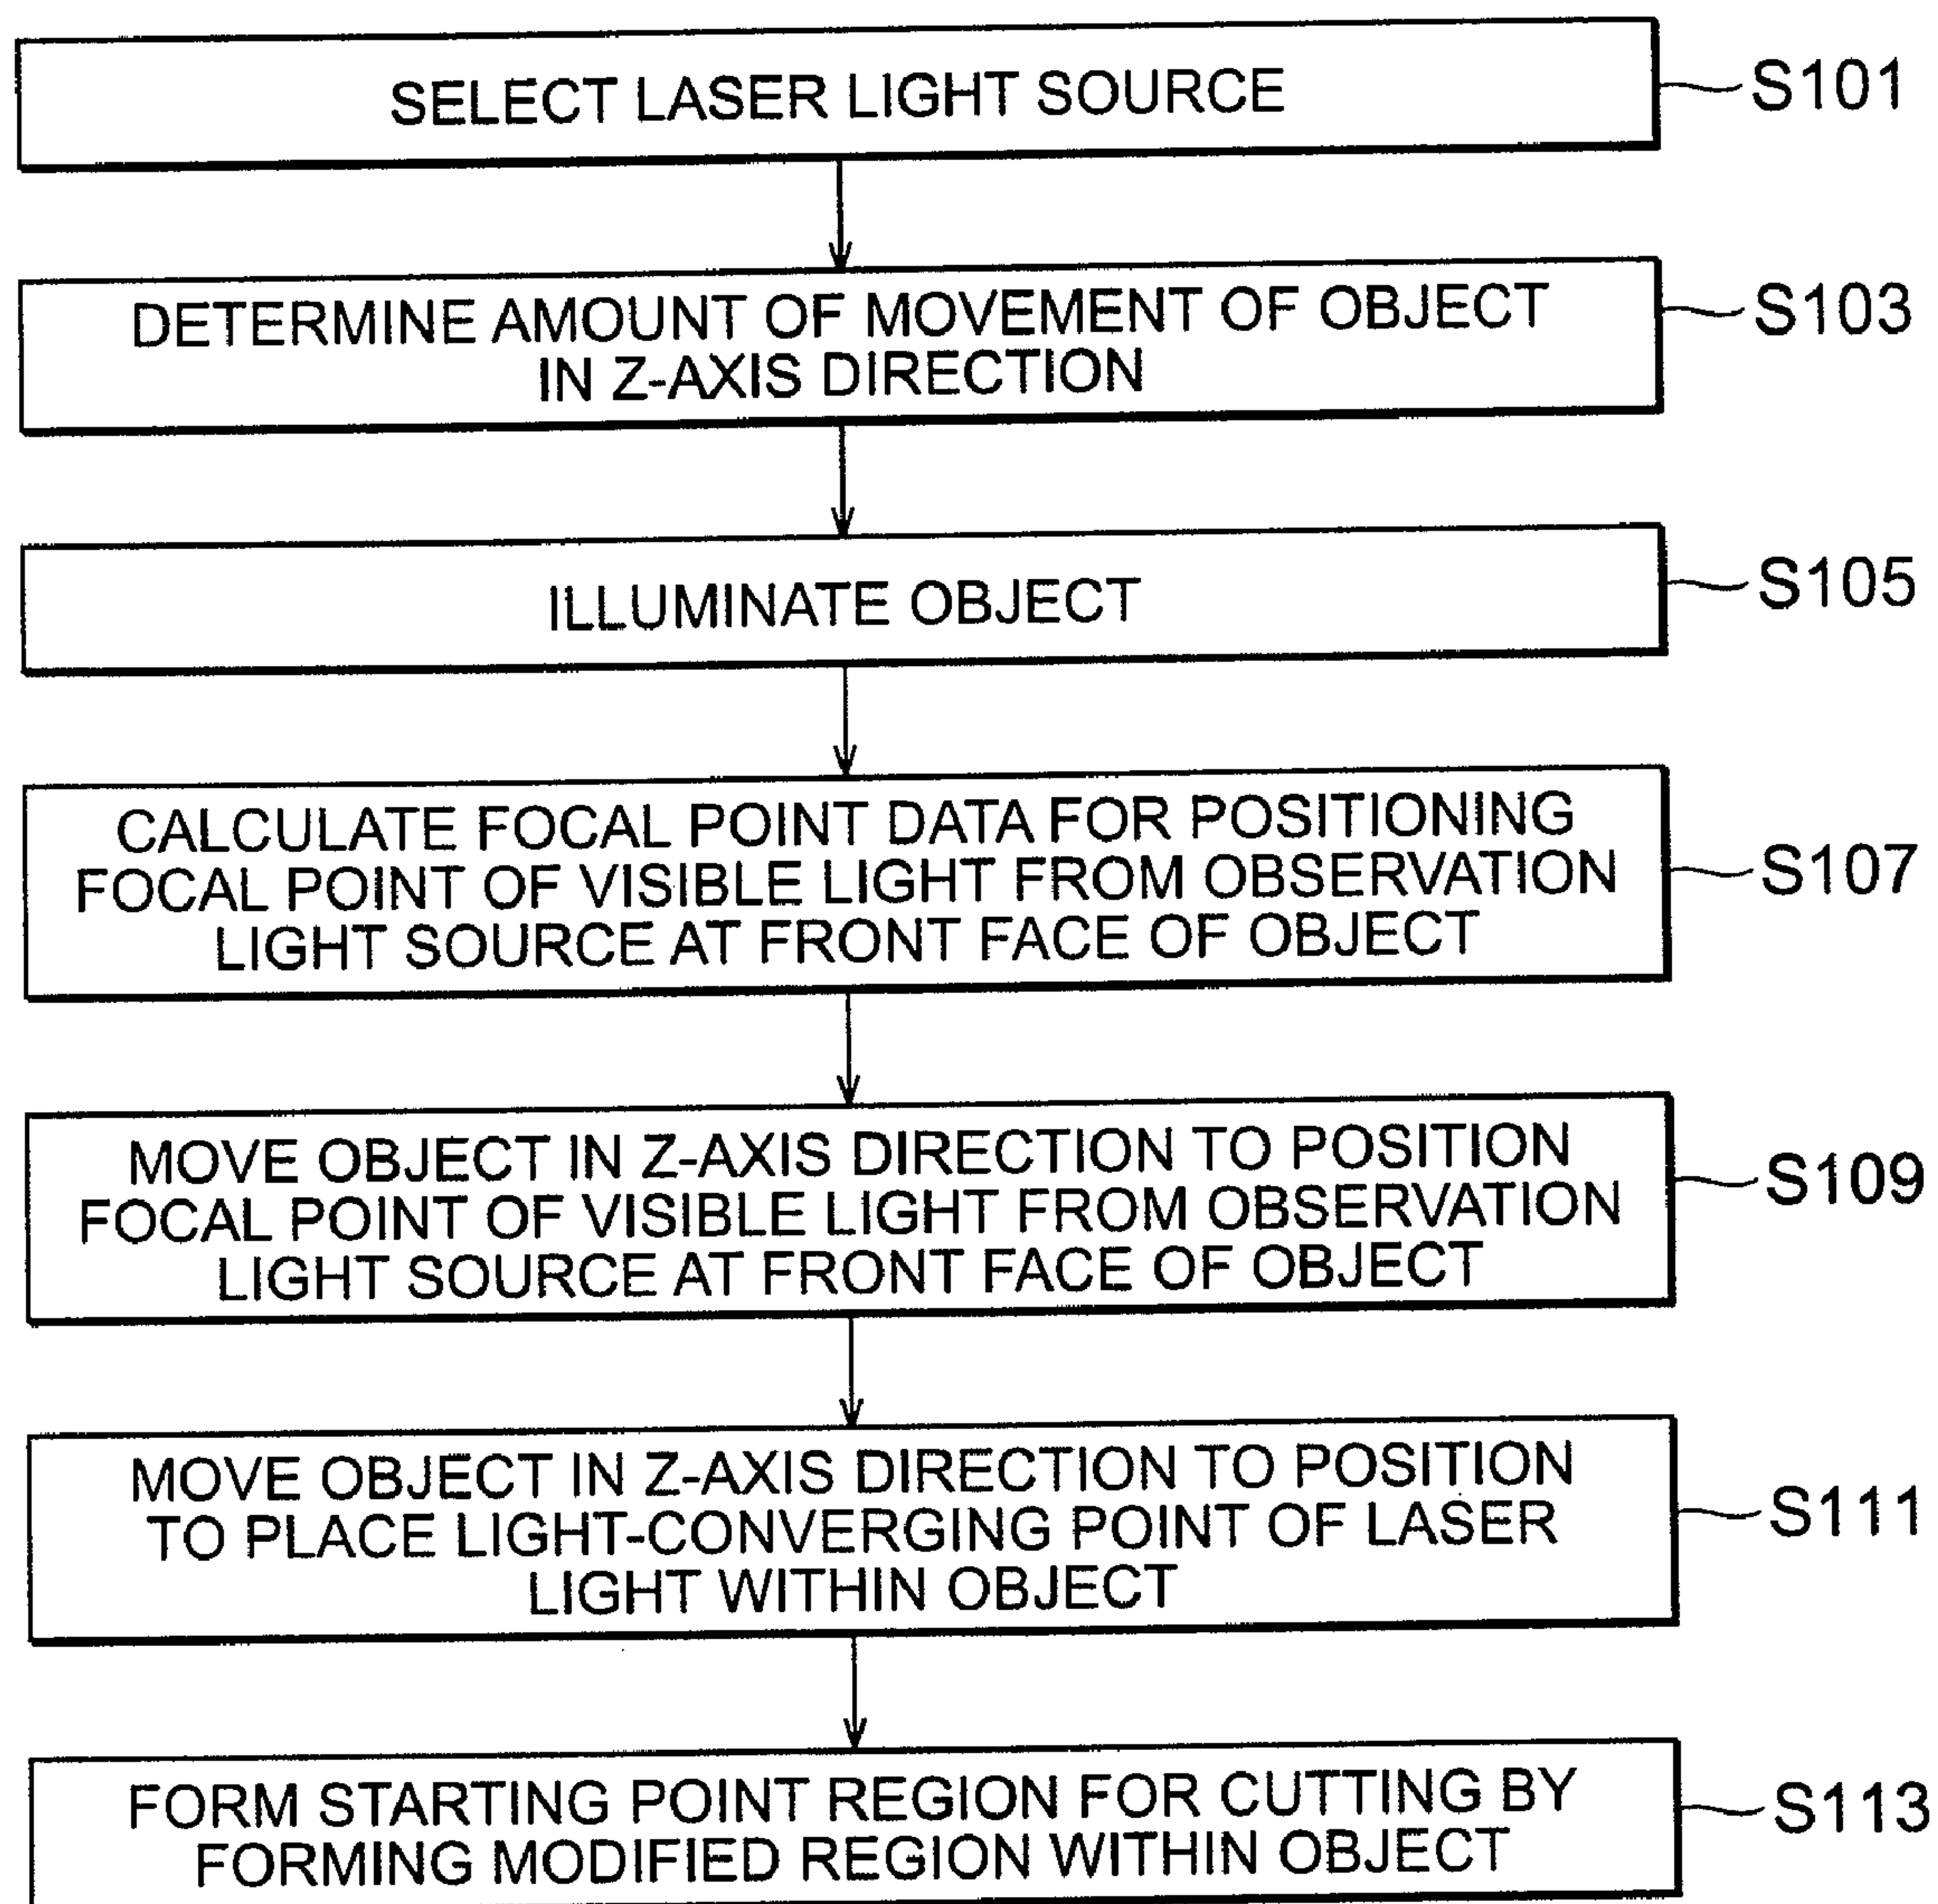 SELECT LASER LIGHT SOURCE
S101
DETERMINE AMOUNT OF MOVEMENT OF OBJECT
IN Z-AXIS DIRECTION
S103
ILLUMINATE OBJECT
S105
CALCULATE FOCAL POINT DATA FOR POSITIONING
FOCAL POINT OF VISIBLE LIGHT FROM OBSERVATION
LIGHT SOURCE AT FRONT FACE OF OBJECT
S107
MOVE OBJECT IN Z-AXIS DIRECTION TO POSITION
FOCAL POINT OF VISIBLE LIGHT FROM OBSERVATION
LIGHT SOURCE AT FRONT FACE OF OBJECT
S109
MOVE OBJECT IN Z-AXIS DIRECTION TO POSITION
TO PLACE LIGHT-CONVERGING POINT OF LASER
LIGHT WITHIN OBJECT
S111
FORM STARTING POINT REGION FOR CUTTING BY
FORMING MODIFIED REGION WITHIN OBJECT
S113